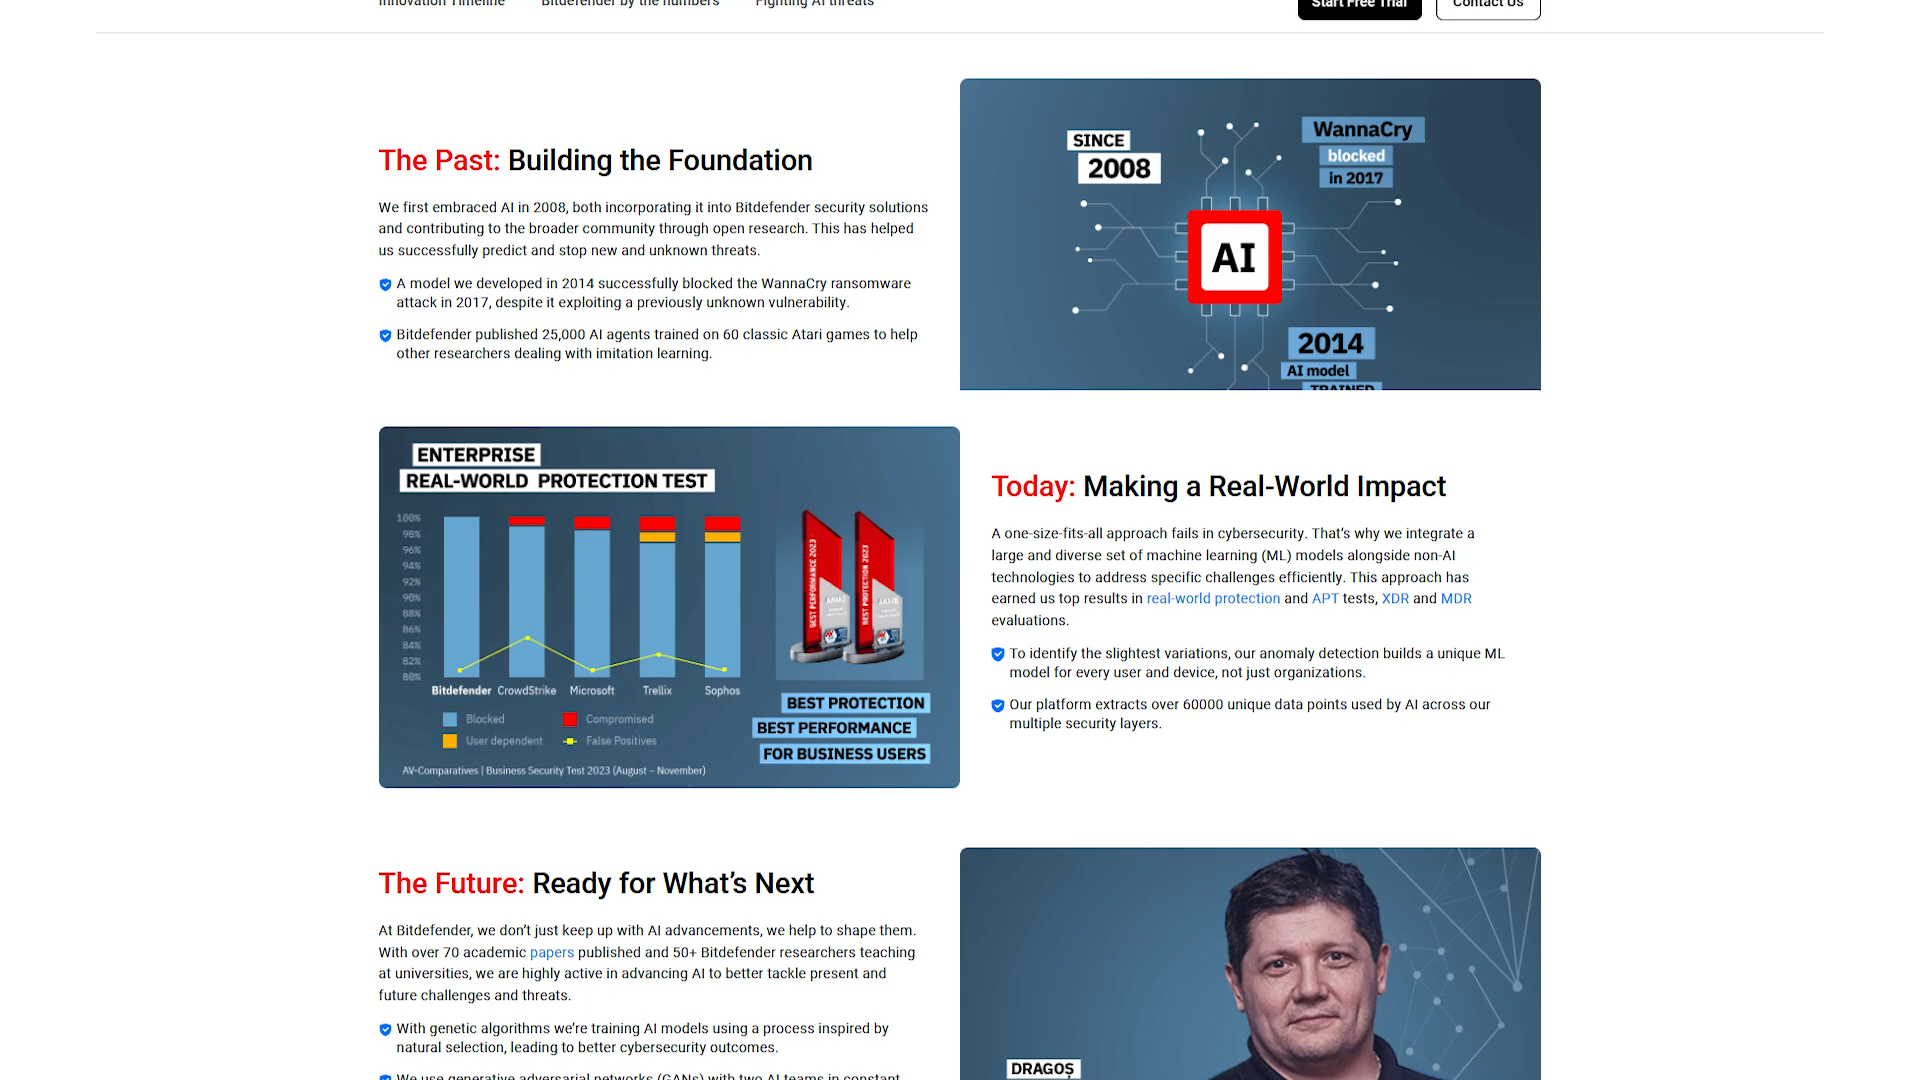 Innovation Timeline
Bitdefender by the numbers
Fighting AI threats
Start Free Trial
Contact Us
The Past: Building the Foundation
We first embraced AI in 2008, both incorporating it into Bitdefender security solutions
and contributing to the broader community through open research. This has helped
us successfully predict and stop new and unknown threats.
A model we developed in 2014 successfully blocked the WannaCry ransomware
attack in 2017, despite it exploiting a previously unknown vulnerability.
Bitdefender published 25,000 AI agents trained on 60 classic Atari games to help
other researchers dealing with imitation learning.
SINCE
2008
WannaCry
blocked
in 2017
AI
2014
AI model
TRAINED
ENTERPRISE
REAL-WORLD PROTECTION TEST
100%
98%
96%
94%
92%
90%
88%
86%
84%
82%
80%
Bitdefender CrowdStrike Microsoft Trellix Sophos
Blocked
Compromised
User dependent
False Positives
AV-Comparatives | Business Security Test 2023 (August – November)
BEST PERFORMANCE 2023
BEST PROTECTION 2023
AWARD
AWARD
BEST PROTECTION
BEST PERFORMANCE
FOR BUSINESS USERS
Today: Making a Real-World Impact
A one-size-fits-all approach fails in cybersecurity. That’s why we integrate a
large and diverse set of machine learning (ML) models alongside non-AI
technologies to address specific challenges efficiently. This approach has
earned us top results in real-world protection and APT tests, XDR and MDR
evaluations.
To identify the slightest variations, our anomaly detection builds a unique ML
model for every user and device, not just organizations.
Our platform extracts over 60000 unique data points used by AI across our
multiple security layers.
The Future: Ready for What’s Next
At Bitdefender, we don’t just keep up with AI advancements, we help to shape them.
With over 70 academic papers published and 50+ Bitdefender researchers teaching
at universities, we are highly active in advancing AI to better tackle present and
future challenges and threats.
With genetic algorithms we’re training AI models using a process inspired by
natural selection, leading to better cybersecurity outcomes.
We use generative adversarial networks (GANs) with two AI teams in constant
DRAGOȘ